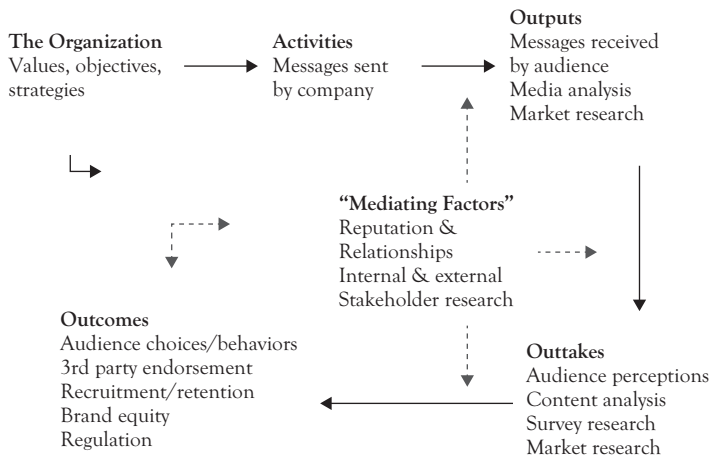 The Organization
Values, objectives,
strategies
Activities
Messages sent
by company
Outputs
Messages received
by audience
Media analysis
Market research
“Mediating Factors”
Reputation &
Relationships
Internal & external
Stakeholder research
Outcomes
Audience choices/behaviors
3rd party endorsement
Recruitment/retention
Brand equity
Regulation
Outtakes
Audience perceptions
Content analysis
Survey research
Market research